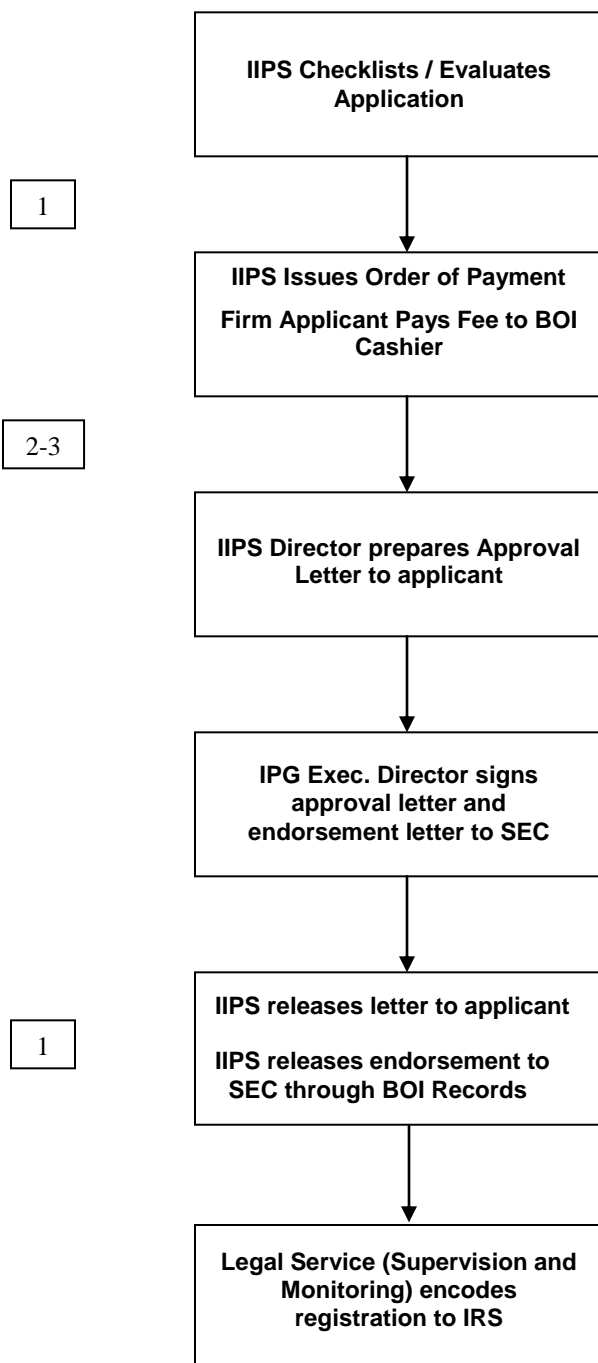 IIPS Checklists / Evaluates
Application
1
IIPS Issues Order of Payment
Firm Applicant Pays Fee to BOI
Cashier
2-3
IIPS Director prepares Approval
Letter to applicant
IPG Exec. Director signs
approval letter and
endorsement letter to SEC
IIPS releases letter to applicant
1
IIPS releases endorsement to
SEC through BOI Records
Legal Service (Supervision and
Monitoring) encodes
registration to IRS